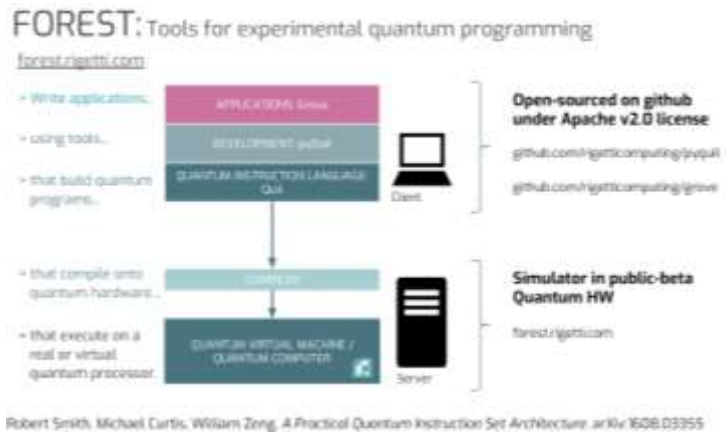 FOREST: Tools for experimental quantum programming
forest.rigetti.com
> Write applications...
APPLICATIONS Grove
> using tools...
DEVELOPMENT pyQuil
> that build quantum
programs...
QUANTUM INSTRUCTION LANGUAGE
Quil
Client
Open-sourced on github
under Apache v2.0 license
github.com/rigetticomputing/pyquil
github.com/rigetticomputing/grove
> that compile onto
quantum hardware...
COMPILER
> that execute on a
real or virtual
quantum processor.
QUANTUM VIRTUAL MACHINE /
QUANTUM COMPUTER
Server
Simulator in public-beta
Quantum HW
forest.rigetti.com
Robert Smith, Michael Curtis, William Zeng, A Practical Quantum Instruction Set Architecture. arXiv:1608.03355